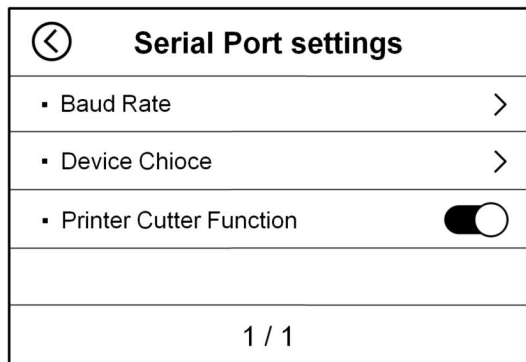 Serial Port settings
▪ Baud Rate
▪ Device Chioce
▪ Printer Cutter Function
1 / 1